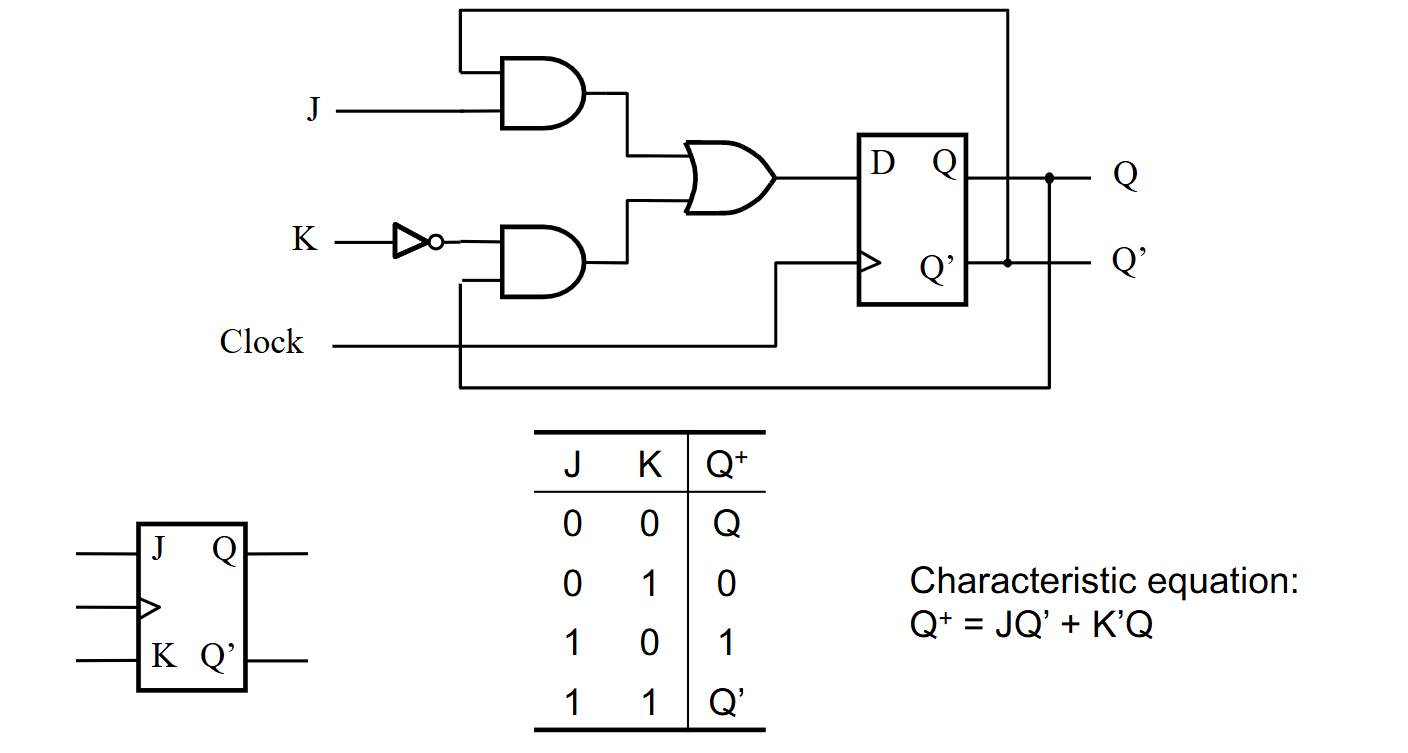 J
K
Clock
D Q
Q’
Q
Q’
J K Q⁺
0 0 Q
0 1 0
1 0 1
1 1 Q’
J Q
K Q’
Characteristic equation:
Q⁺ = JQ’ + K’Q